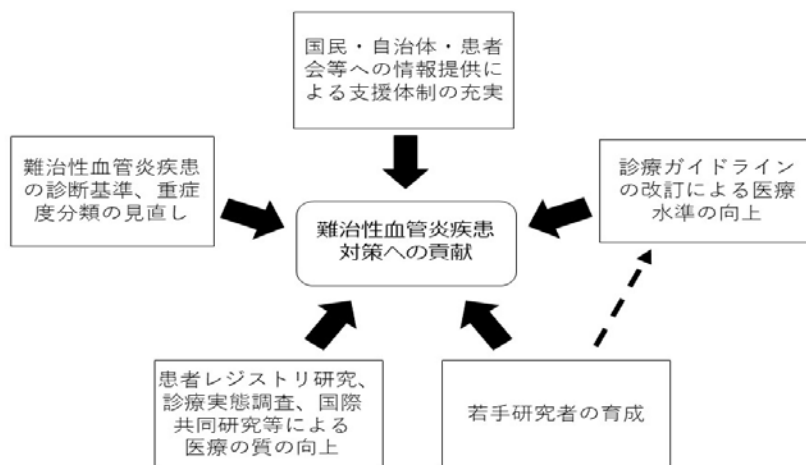 国民・自治体・患者
会等への情報提供に
よる支援体制の充実
難治性血管炎疾患
の診断基準、重症
度分類の見直し
診療ガイドライン
の改訂による医療
水準の向上
難治性血管炎疾患
対策への貢献
患者レジストリ研究、
診療実態調査、国際
共同研究等による
医療の質の向上
若手研究者の育成